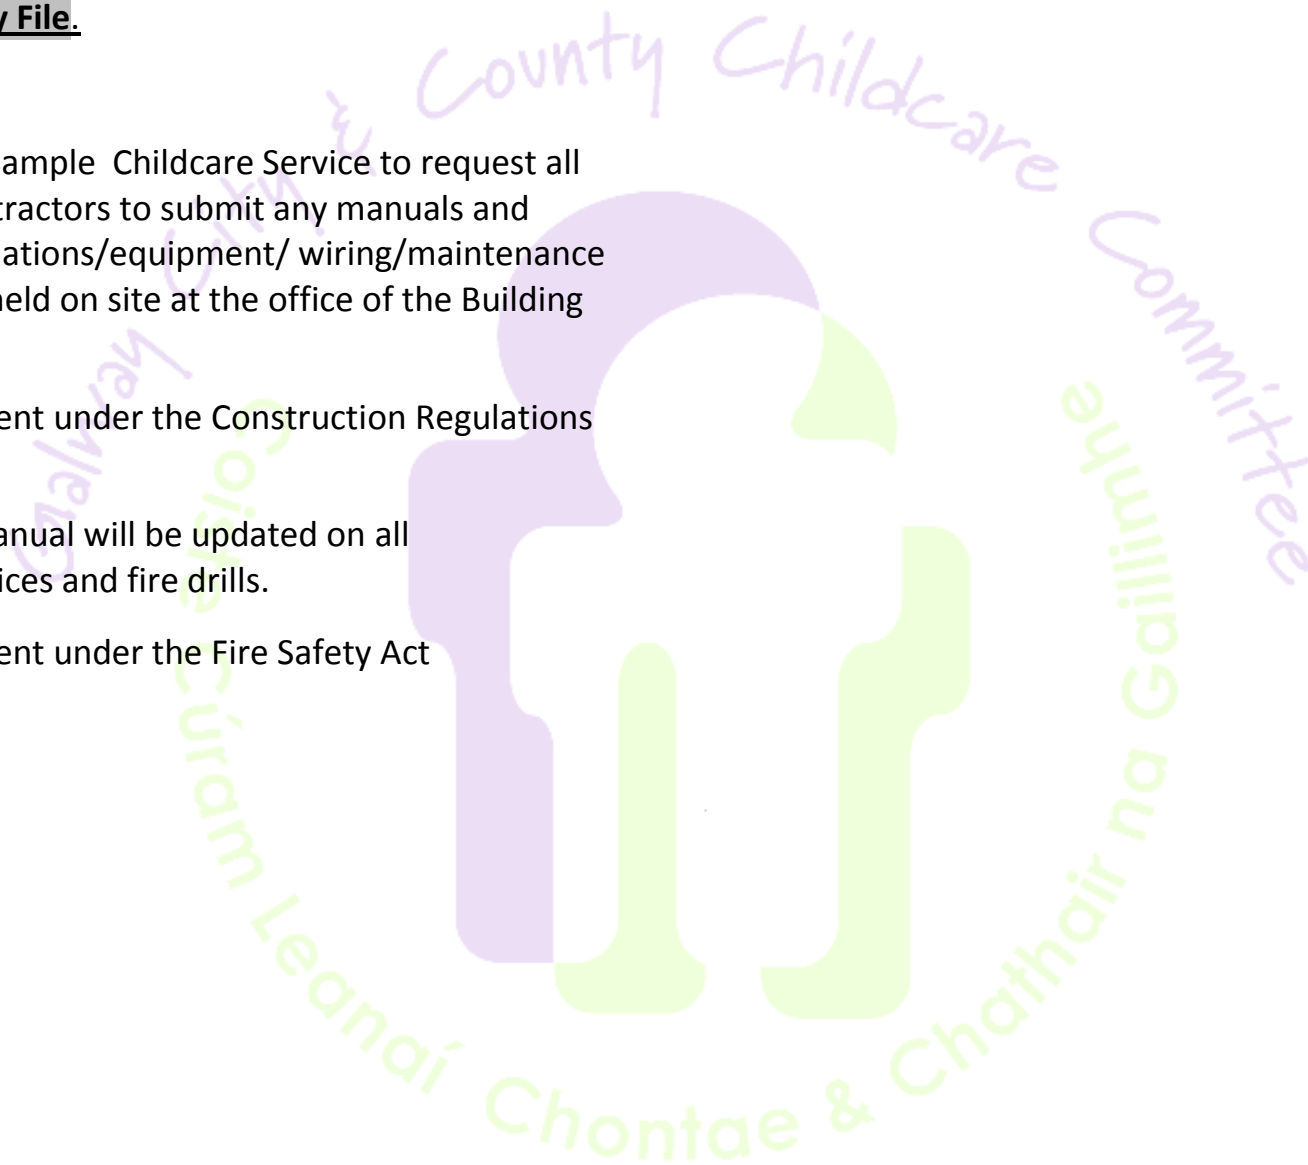 y File.
ample Childcare Service to request all
tractors to submit any manuals and
ations/equipment/ wiring/maintenance
held on site at the office of the Building
ent under the Construction Regulations
anual will be updated on all
ices and fire drills.
ent under the Fire Safety Act
Galway City & County Childcare Committee
Coiste Cúram Leanaí Chontae & Chathair na Gaillimhe